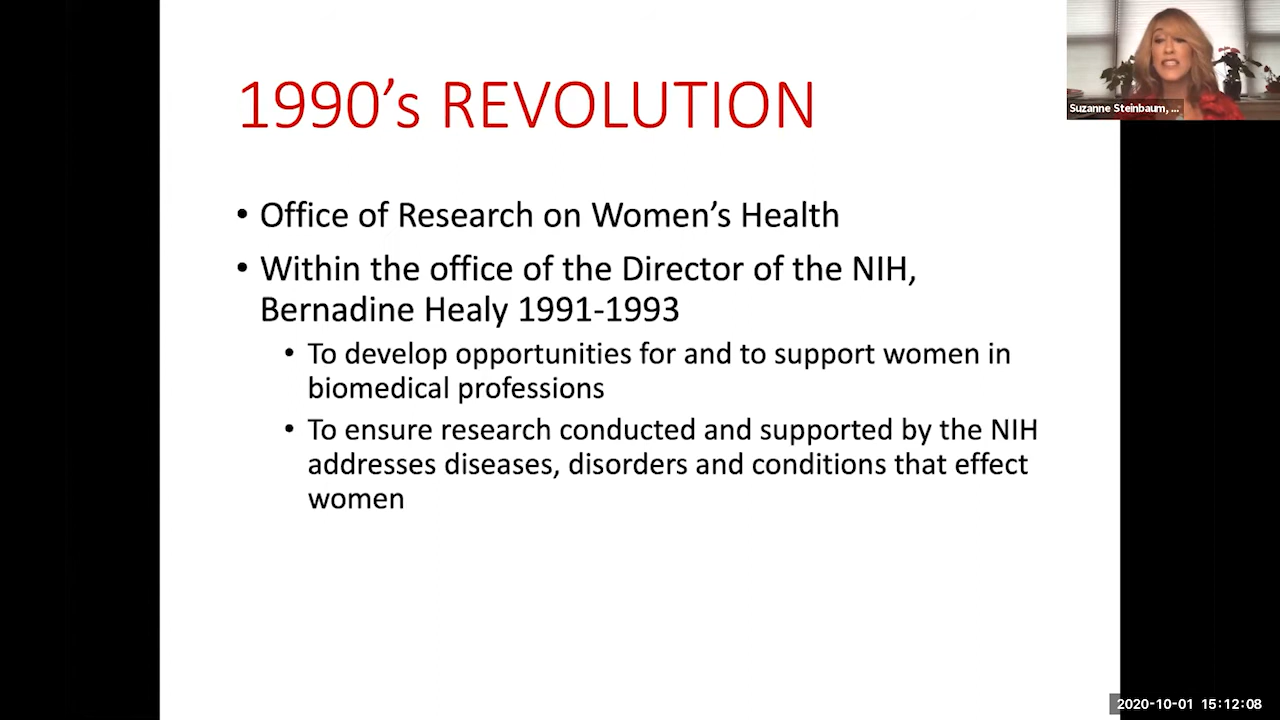 1990’s REVOLUTION
• Office of Research on Women’s Health
• Within the office of the Director of the NIH,
Bernadine Healy 1991-1993
• To develop opportunities for and to support women in
biomedical professions
• To ensure research conducted and supported by the NIH
addresses diseases, disorders and conditions that effect
women
Suzanne Steinbaum, ...
2020-10-01 15:12:08